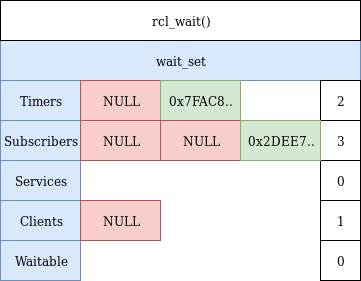 rcl_wait()
wait_set
Timers NULL 0x7FAC8.. 2
Subscribers NULL NULL 0x2DEE7.. 3
Services 0
Clients NULL 1
Waitable 0